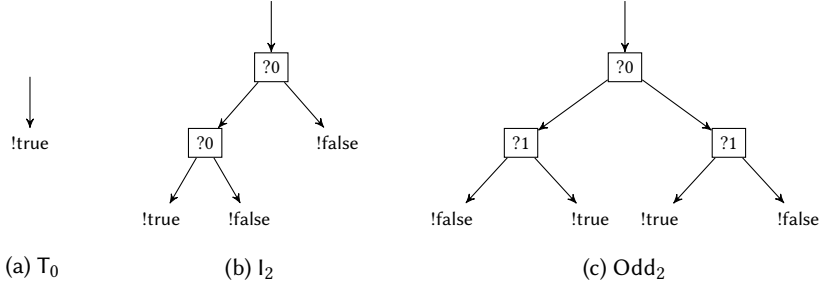 ?0
?0
!true
?0
!false
?1
?1
!true
!false
!false
!true
!true
!false
(a) T₀
(b) I₂
(c) Odd₂